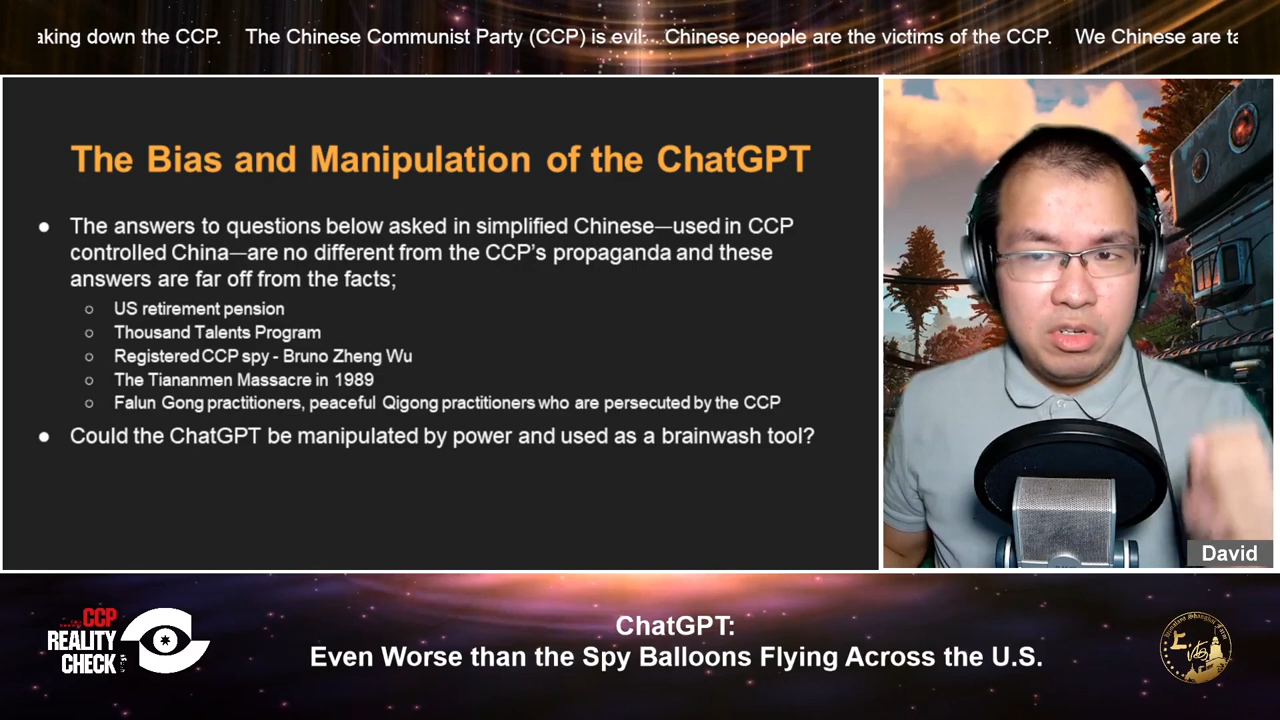 aking down the CCP. The Chinese Communist Party (CCP) is evil. Chinese people are the victims of the CCP. We Chinese are ta
The Bias and Manipulation of the ChatGPT
● The answers to questions below asked in simplified Chinese—used in CCP
controlled China—are no different from the CCP's propaganda and these
answers are far off from the facts;
○ US retirement pension
○ Thousand Talents Program
○ Registered CCP spy - Bruno Zheng Wu
○ The Tiananmen Massacre in 1989
○ Falun Gong practitioners, peaceful Qigong practitioners who are persecuted by the CCP
● Could the ChatGPT be manipulated by power and used as a brainwash tool?
David
CCP
REALITY
CHECK
ChatGPT:
Even Worse than the Spy Balloons Flying Across the U.S.